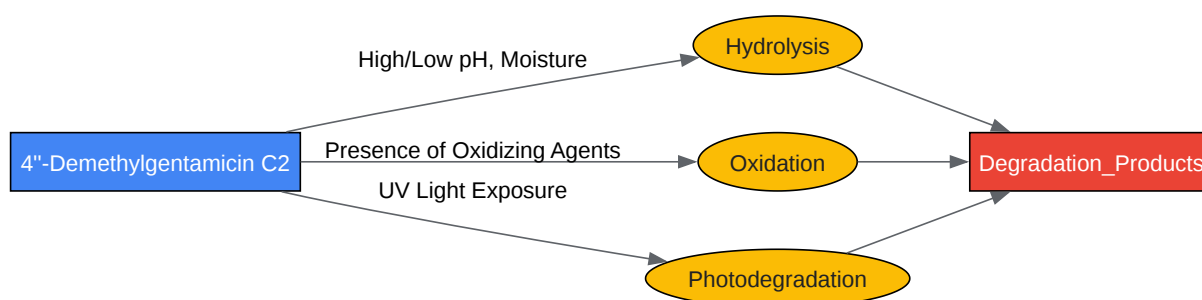 Hydrolysis
High/Low pH, Moisture
4''-Demethylgentamicin C2
Presence of Oxidizing Agents
Oxidation
Degradation_Products
UV Light Exposure
Photodegradation